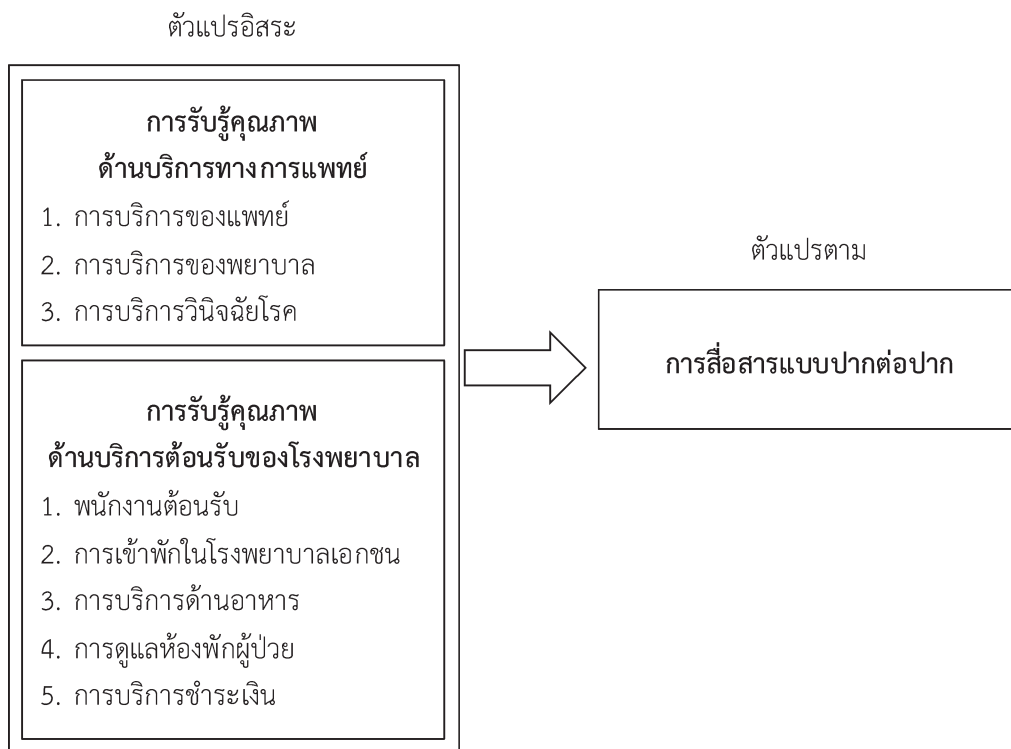 ตัวแปรอิสระ
การรับรู้คุณภาพ
ด้านบริการทางการแพทย์
1. การบริการของแพทย์
2. การบริการของพยาบาล
3. การบริการวินิจฉัยโรค
การรับรู้คุณภาพ
ด้านบริการต้อนรับของโรงพยาบาล
1. พนักงานต้อนรับ
2. การเข้าพักในโรงพยาบาลเอกชน
3. การบริการด้านอาหาร
4. การดูแลห้องพักผู้ป่วย
5. การบริการชำระเงิน
ตัวแปรตาม
การสื่อสารแบบปากต่อปาก